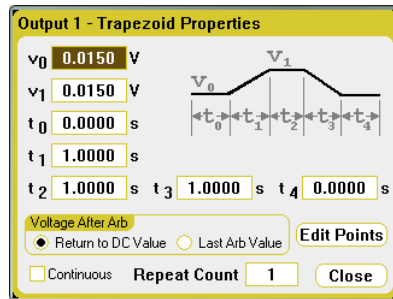 Output 1 - Trapezoid Properties
v0 0.0150 V
v1 0.0150 V
t0 0.0000 s
t1 1.0000 s
t2 1.0000 s t3 1.0000 s t4 0.0000 s
V0 V1
t0 t1 t2 t3 t4
Voltage After Arb
Return to DC Value Last Arb Value
Edit Points
Continuous Repeat Count 1 Close